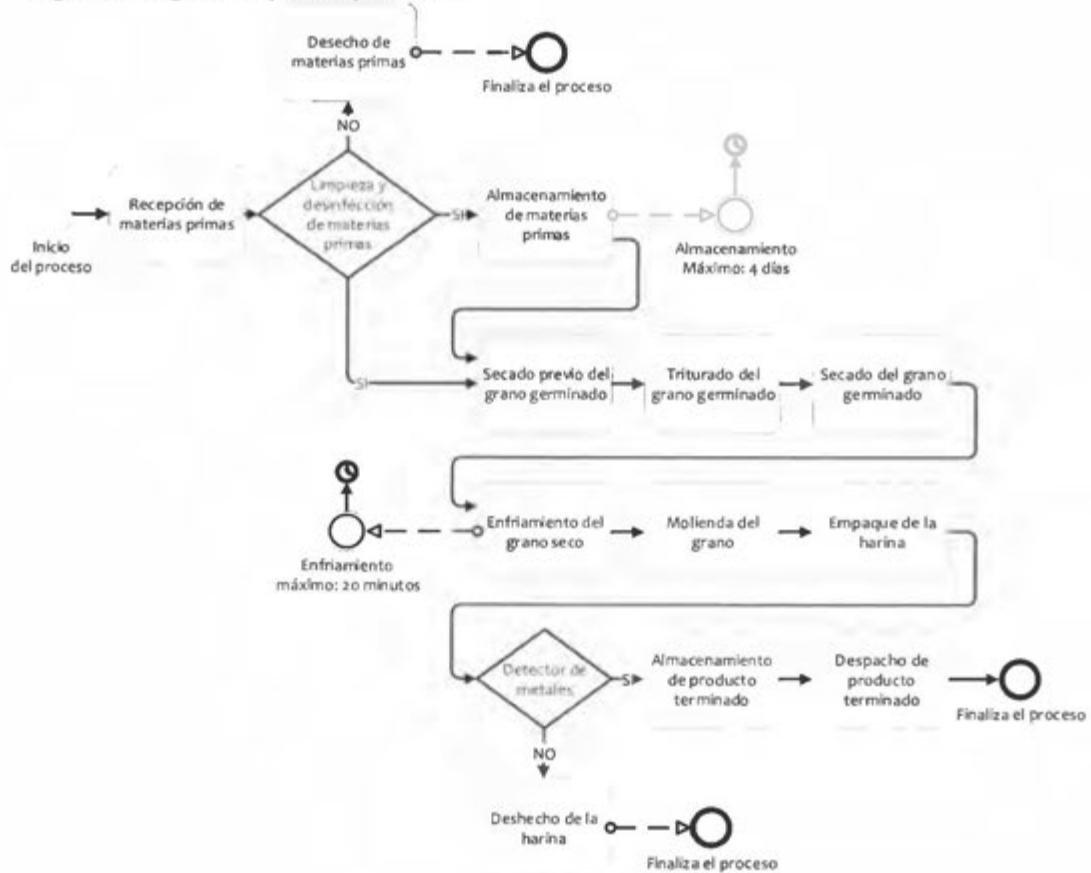 Desecho de
materias primas
Finaliza el proceso
NO
Inicio
del proceso
Recepción de
materias primas
Limpieza y
desinfección
de materias
primas
SI
Almacenamiento
de materias
primas
Almacenamiento
Máximo: 4 días
SI
Secado previo del
grano germinado
Triturado del
grano germinado
Secado del grano
germinado
Enfriamiento
máximo: 20 minutos
Enfriamiento del
grano seco
Molienda del
grano
Empaque de la
harina
Detector de
metales
SI
Almacenamiento
de producto
terminado
Despacho de
producto
terminado
Finaliza el proceso
NO
Deshecho de la
harina
Finaliza el proceso